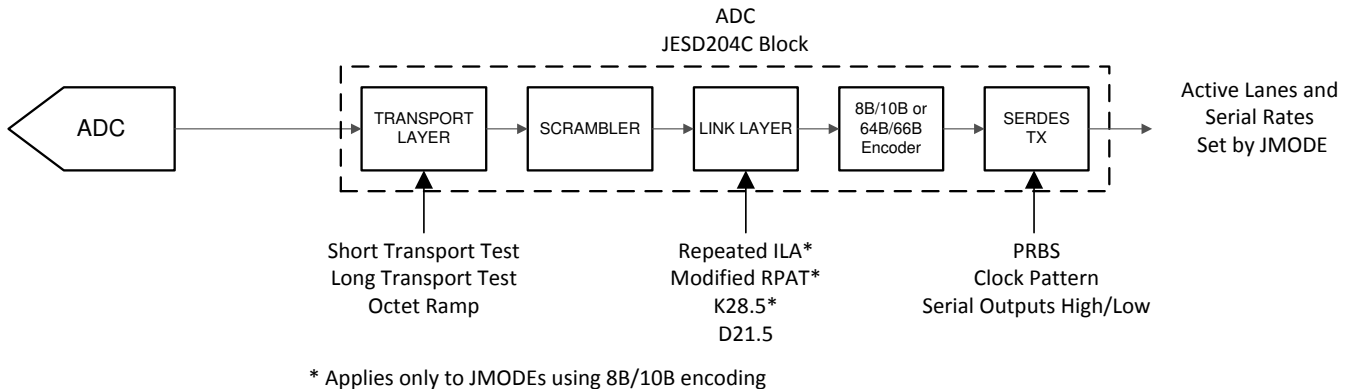 ADC
JESD204C Block
ADC
TRANSPORT
LAYER
SCRAMBLER
LINK LAYER
8B/10B or
64B/66B
Encoder
SERDES
TX
Active Lanes and
Serial Rates
Set by JMODE
Short Transport Test
Long Transport Test
Octet Ramp
Repeated ILA*
Modified RPAT*
K28.5*
D21.5
PRBS
Clock Pattern
Serial Outputs High/Low
* Applies only to JMODEs using 8B/10B encoding